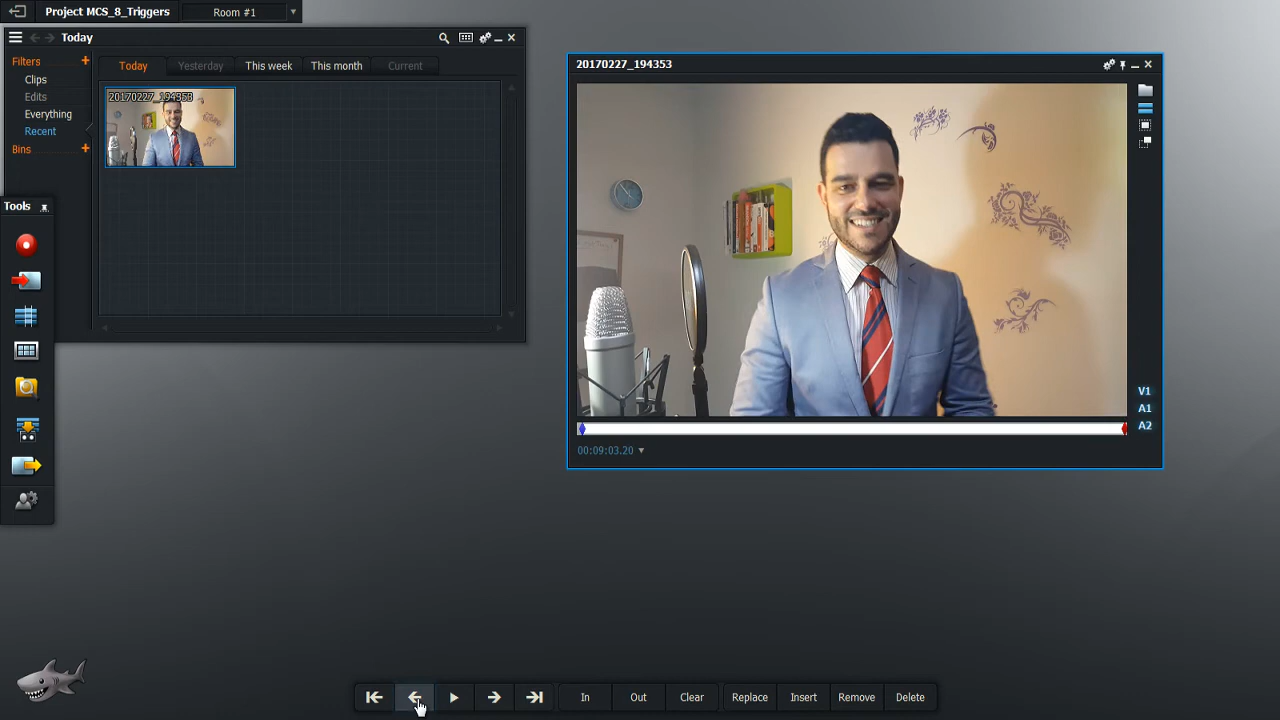 Project MCS_8_Triggers
Room #1
Today
Filters
Clips
Edits
Everything
Recent
Bins
Today
Yesterday
This week
This month
Current
20170227_194353
Tools
20170227_194353
V1
A1
A2
00:09:03.20
In
Out
Clear
Replace
Insert
Remove
Delete